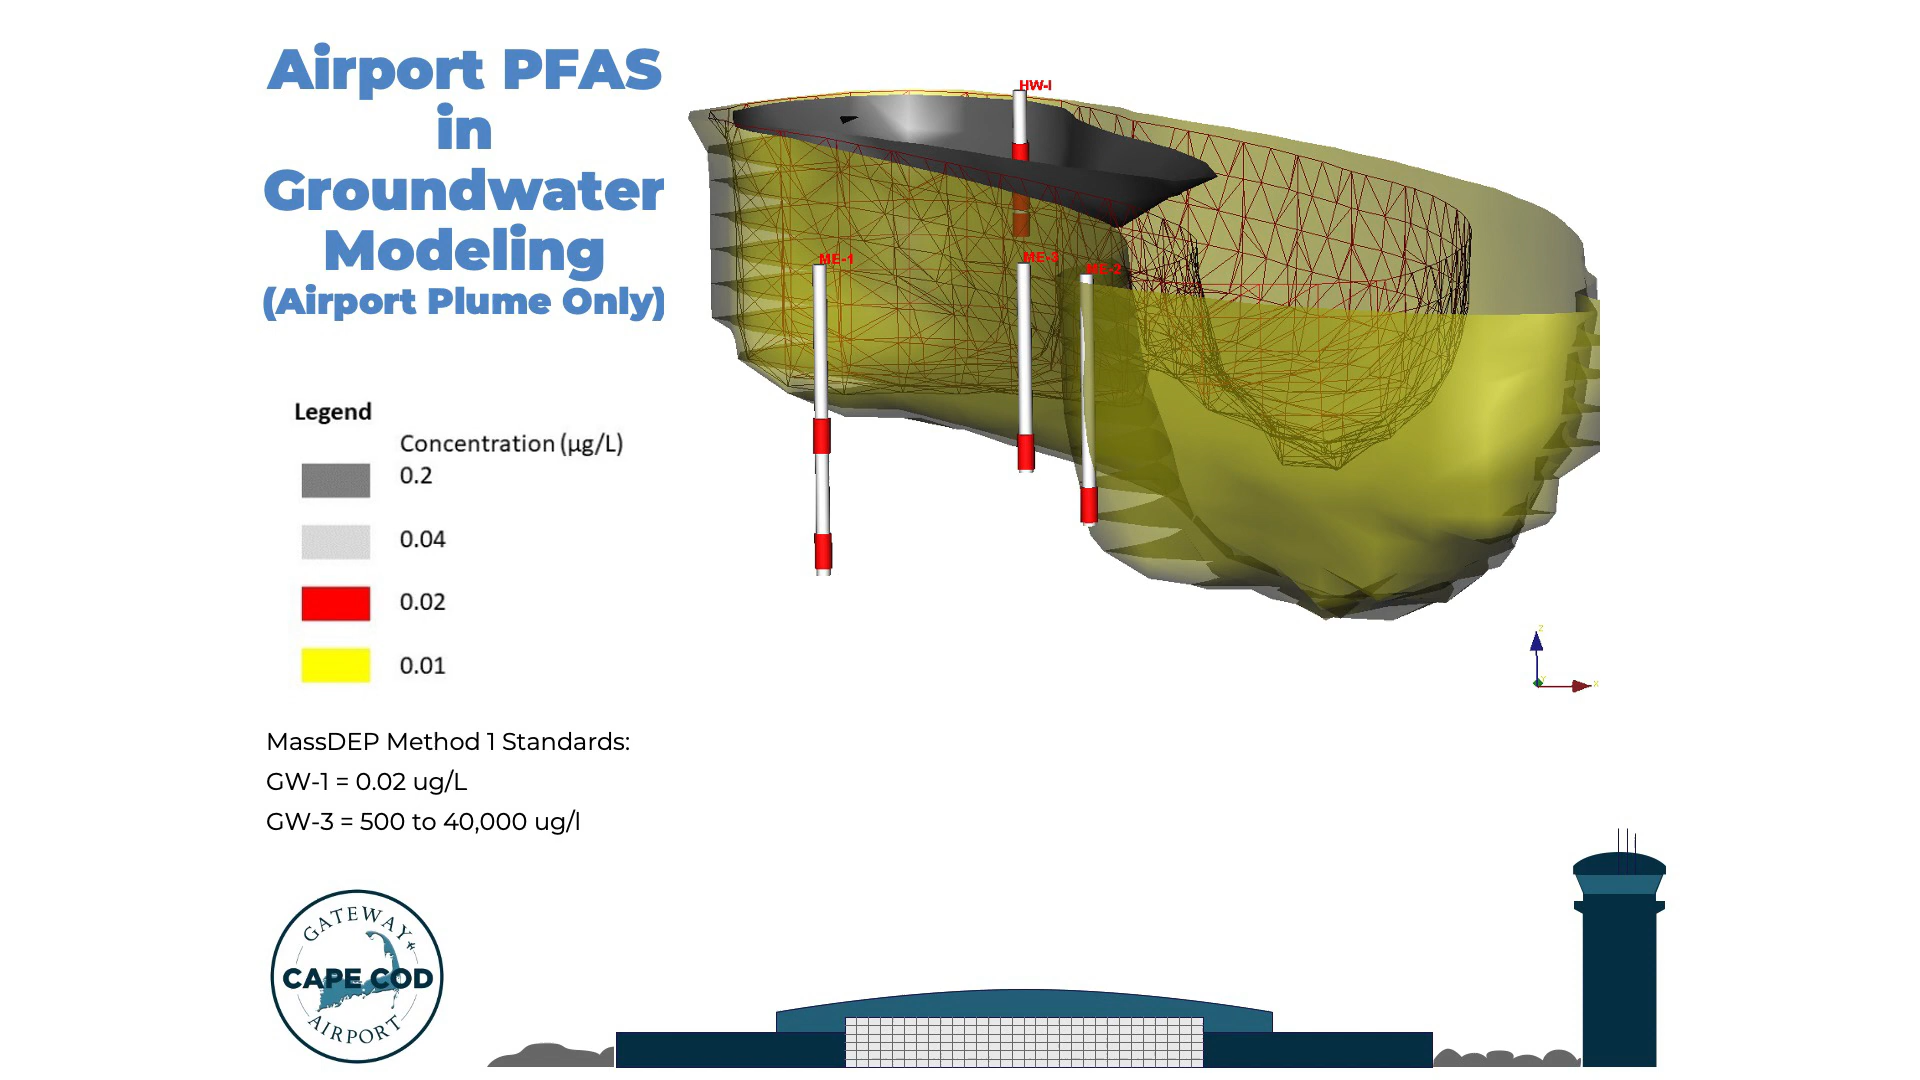 Airport PFAS
in
Groundwater
Modeling
(Airport Plume Only)
HW-I
ME-1
ME-3
ME-2
Legend
Concentration (µg/L)
0.2
0.04
0.02
0.01
Z
Y
X
MassDEP Method 1 Standards:
GW-1 = 0.02 ug/L
GW-3 = 500 to 40,000 ug/l
GATEWAY
CAPE COD
AIRPORT